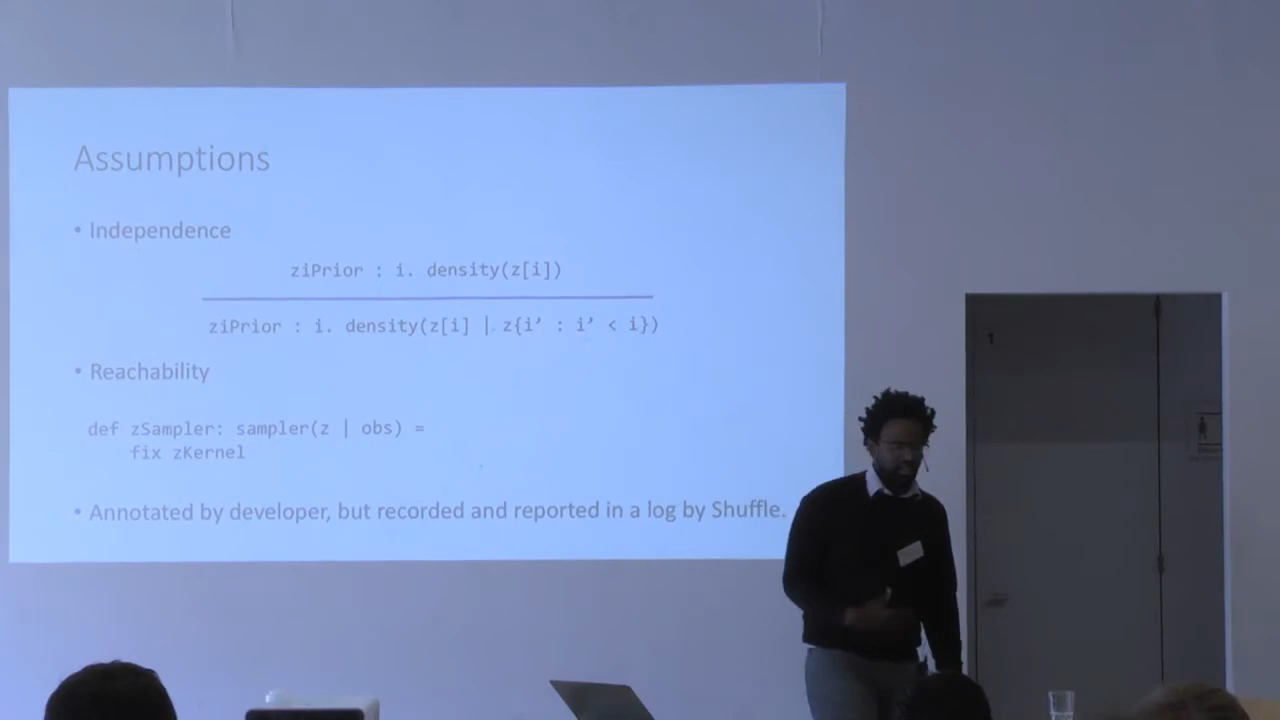 Assumptions
• Independence
ziPrior : i. density(z[i])
ziPrior : i. density(z[i] | z{i’ : i’ < i})
• Reachability
def zSampler: sampler(z | obs) =
fix zKernel
• Annotated by developer, but recorded and reported in a log by Shuffle.
1